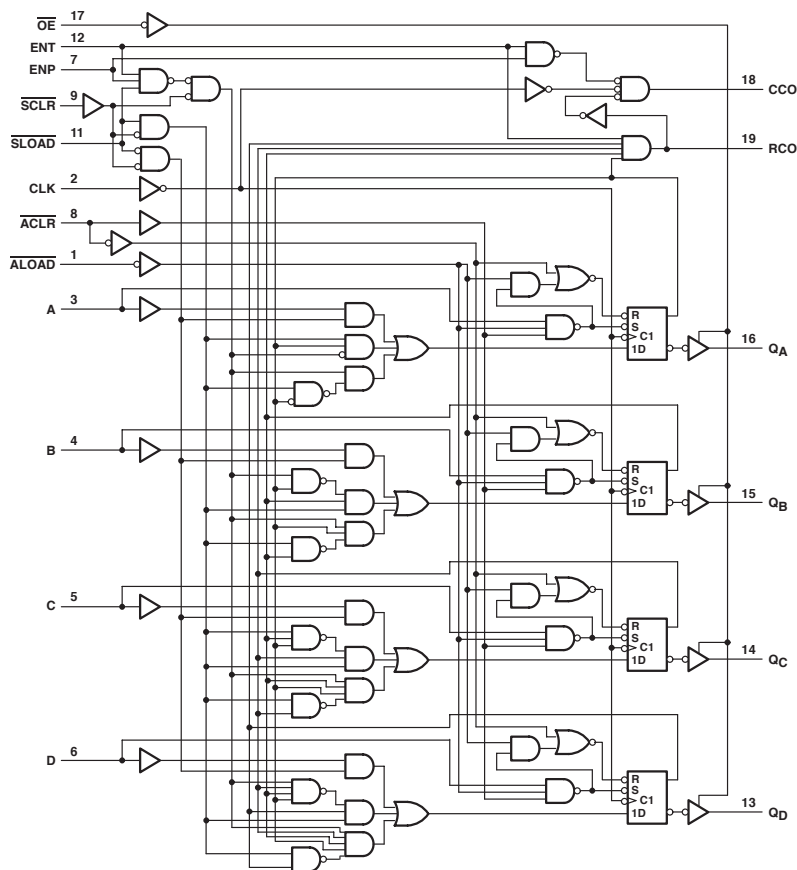 OE 17
ENT 12
ENP 7
SCLR 9
SLOAD 11
CLK 2
ACLR 8
ALOAD 1
18 CCO
19 RCO
A 3
R
S
C1
1D
16 QA
B 4
R
S
C1
1D
15 QB
C 5
R
S
C1
1D
14 QC
D 6
R
S
C1
1D
13 QD